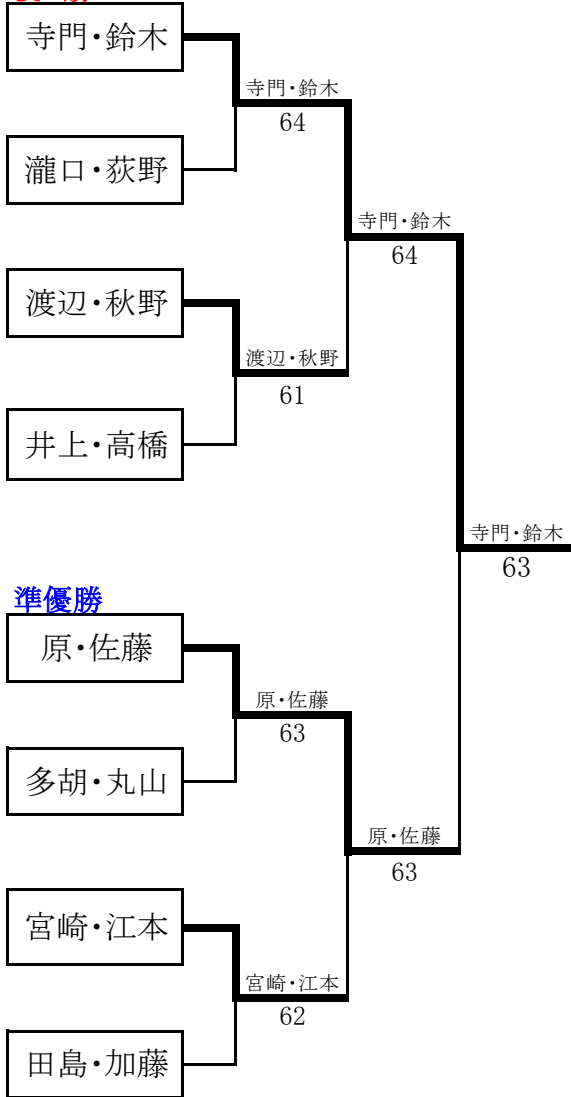 寺門・鈴木
寺門・鈴木
64
瀧口・荻野
寺門・鈴木
64
渡辺・秋野
渡辺・秋野
61
井上・高橋
寺門・鈴木
63
準優勝
原・佐藤
原・佐藤
63
多胡・丸山
原・佐藤
63
宮崎・江本
宮崎・江本
62
田島・加藤